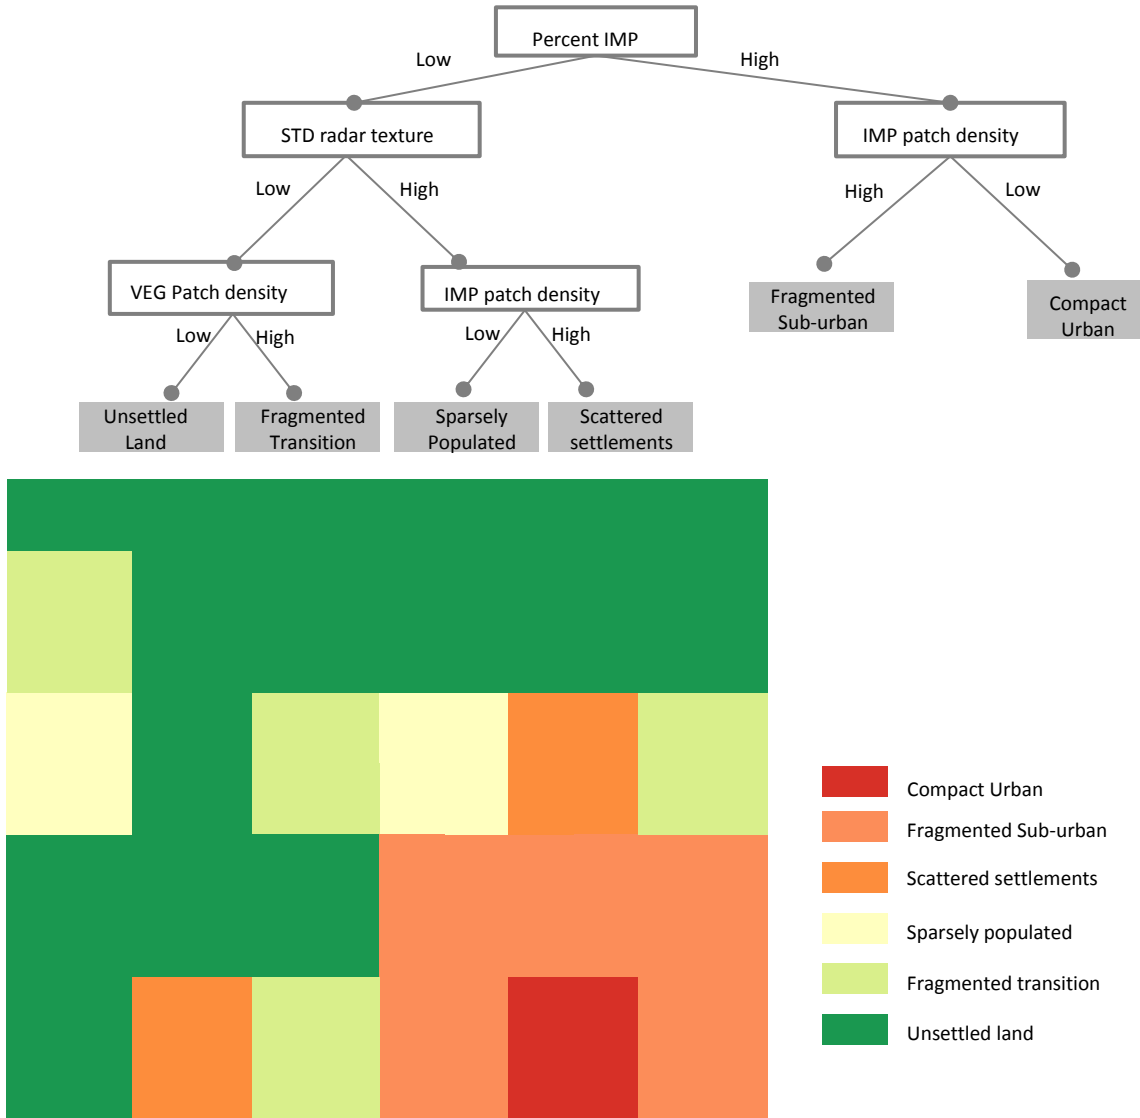 Percent IMP
Low
High
STD radar texture
IMP patch density
Low
High
High
Low
VEG Patch density
IMP patch density
Fragmented
Sub-urban
Compact
Urban
Low
High
Low
High
Unsettled
Land
Fragmented
Transition
Sparsely
Populated
Scattered
settlements
Compact Urban
Fragmented Sub-urban
Scattered settlements
Sparsely populated
Fragmented transition
Unsettled land